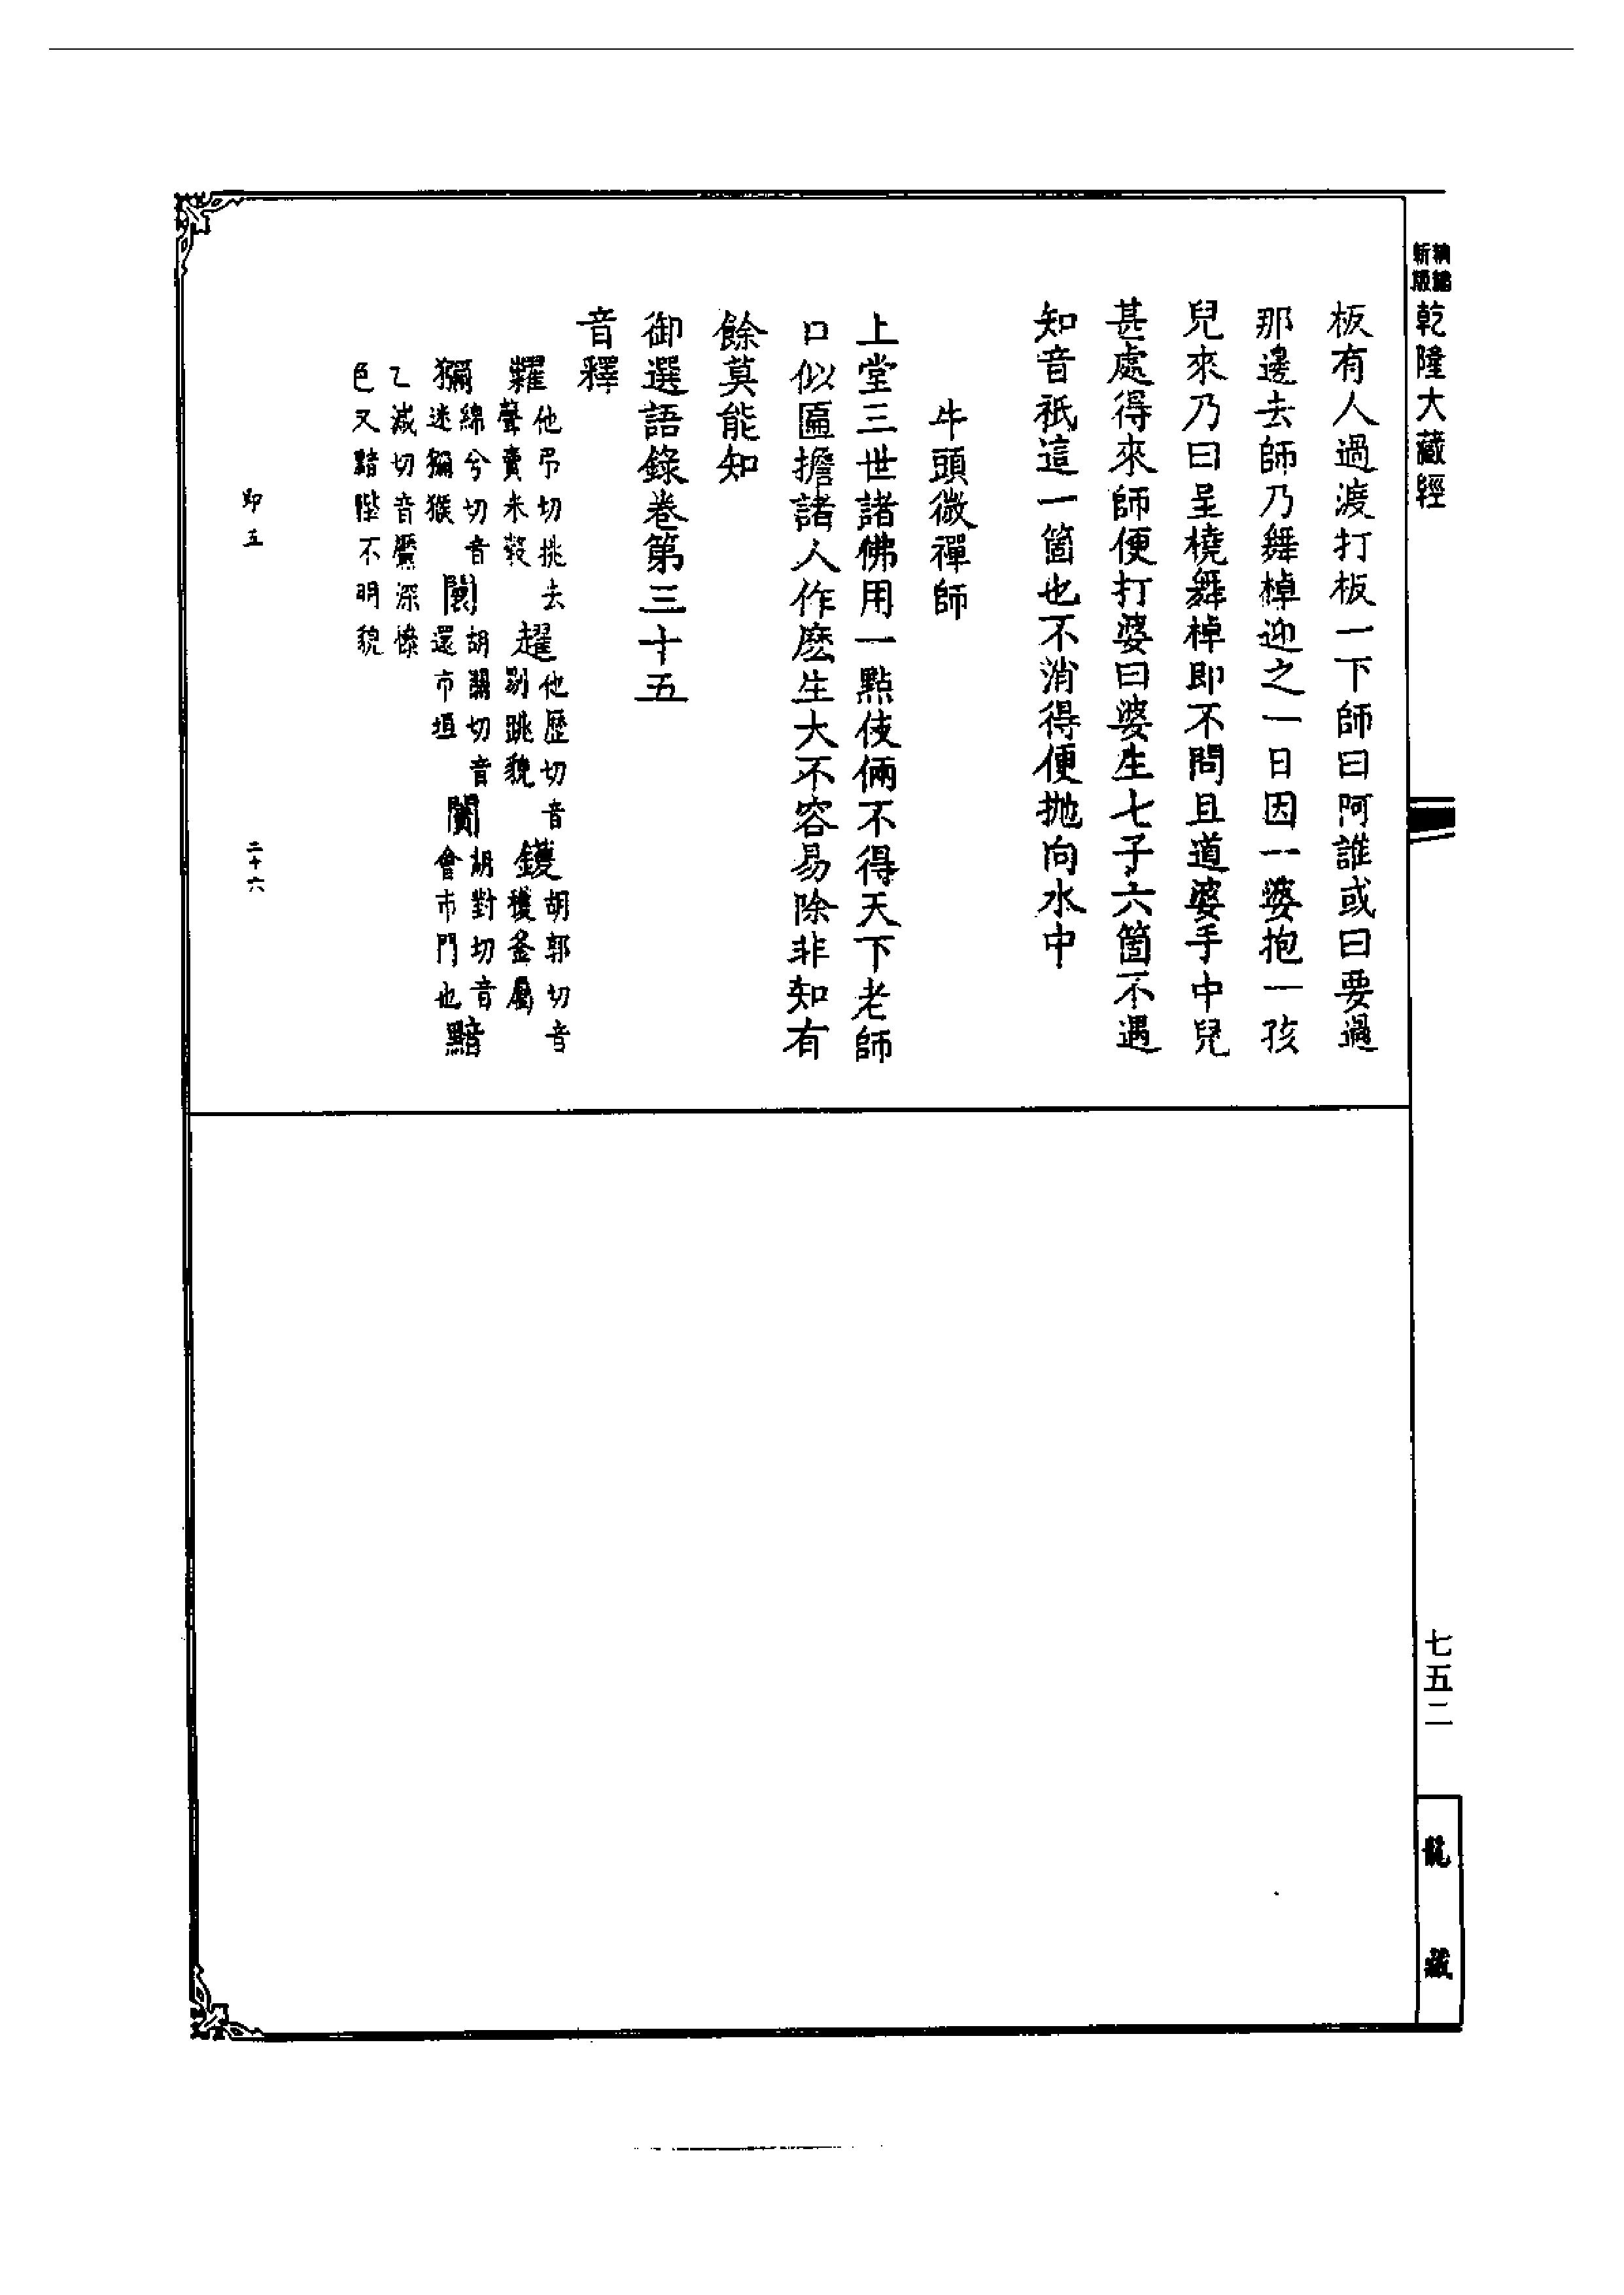 精繡新版
乾隆大藏經
七五二
龍藏
板有人過渡打板一下師曰阿誰或曰要過
那邊去師乃舞棹迎之一日因一婆抱一孩
兒來乃曰呈橈舞棹即不問且道婆手中兒
甚處得來師便打婆曰婆生七子六箇不遇
知音祇這一箇也不消得便拋向水中
牛頭微禪師
上堂三世諸佛用一點伎倆不得天下老師
口似匾擔諸人作麽生大不容易除非知有
餘莫能知
御選語錄卷第三十五
音釋
糶他吊切挑去聲賣米穀 趯他歷切音剔跳貌 鑊胡郭切音穫釜屬
獼綿兮切音迷獼猴 闤胡關切音還市垣 闠胡對切音會市門也 黯
乙減切音黶深慘色又黯陛不明貌
即五
二十六